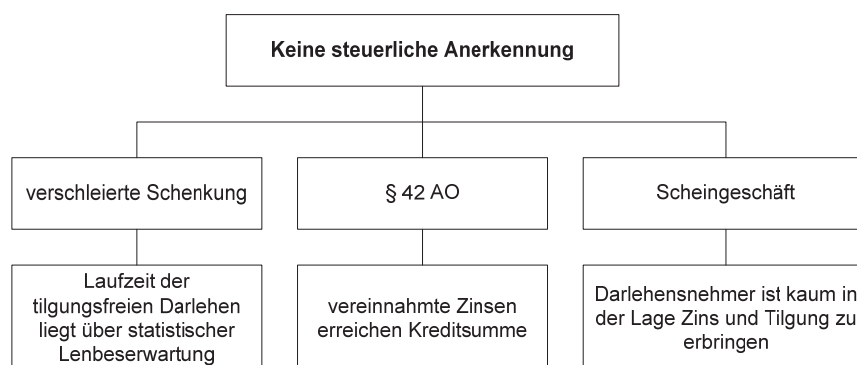 Keine steuerliche Anerkennung
verschleierte Schenkung
§ 42 AO
Scheingeschäft
Laufzeit der
tilgungsfreien Darlehen
liegt über statistischer
Lenbeserwartung
vereinnahmte Zinsen
erreichen Kreditsumme
Darlehensnehmer ist kaum in
der Lage Zins und Tilgung zu
erbringen